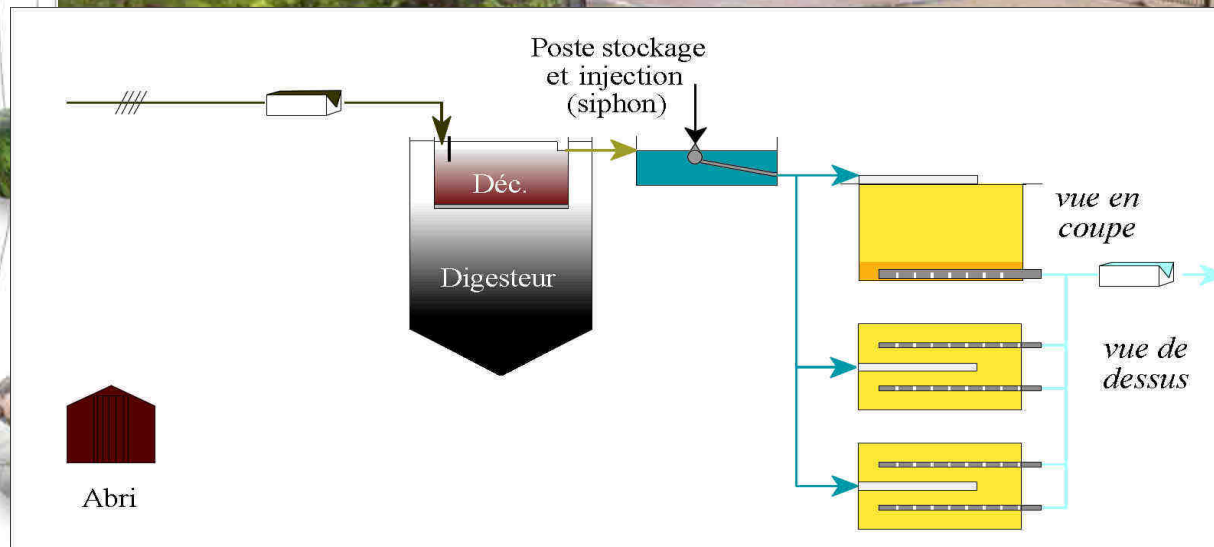 Poste stockage
et injection
(siphon)
Déc.
Digesteur
vue en
coupe
vue de
dessus
Abri